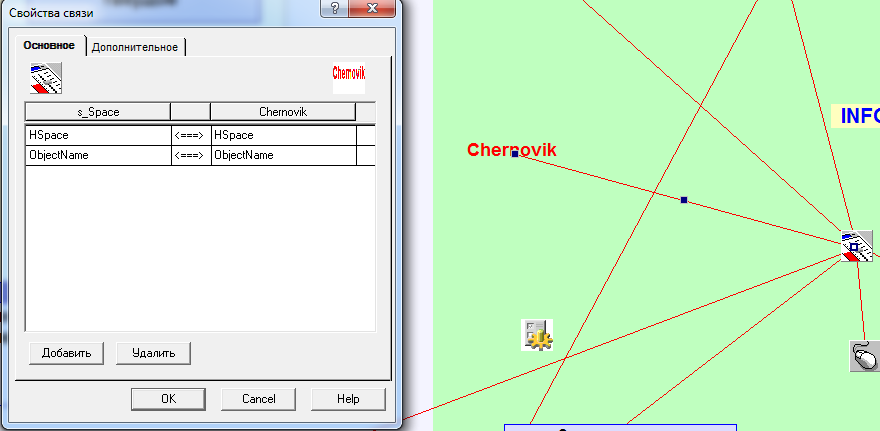 Свойства связи
?
Основное
Дополнительное
Chernovik
s_Space
Chernovik
HSpace <===> HSpace
ObjectName <===> ObjectName
Добавить
Удалить
OK
Cancel
Help
Chernovik
INFO